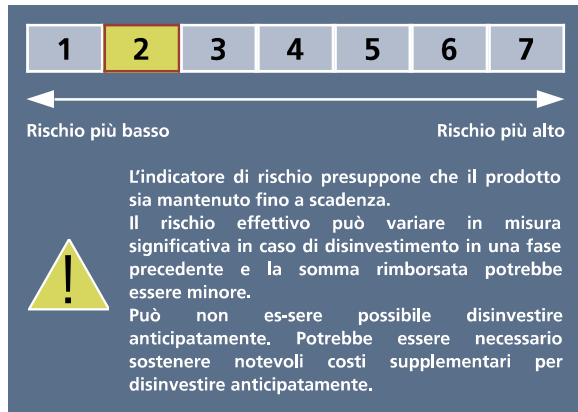 1 2 3 4 5 6 7
Rischio più basso Rischio più alto
L'indicatore di rischio presuppone che il prodotto
sia mantenuto fino a scadenza.
Il rischio effettivo può variare in misura
significativa in caso di disinvestimento in una fase
precedente e la somma rimborsata potrebbe
essere minore.
Può non es-sere possibile disinvestire
anticipatamente. Potrebbe essere necessario
sostenere notevoli costi supplementari per
disinvestire anticipatamente.
!